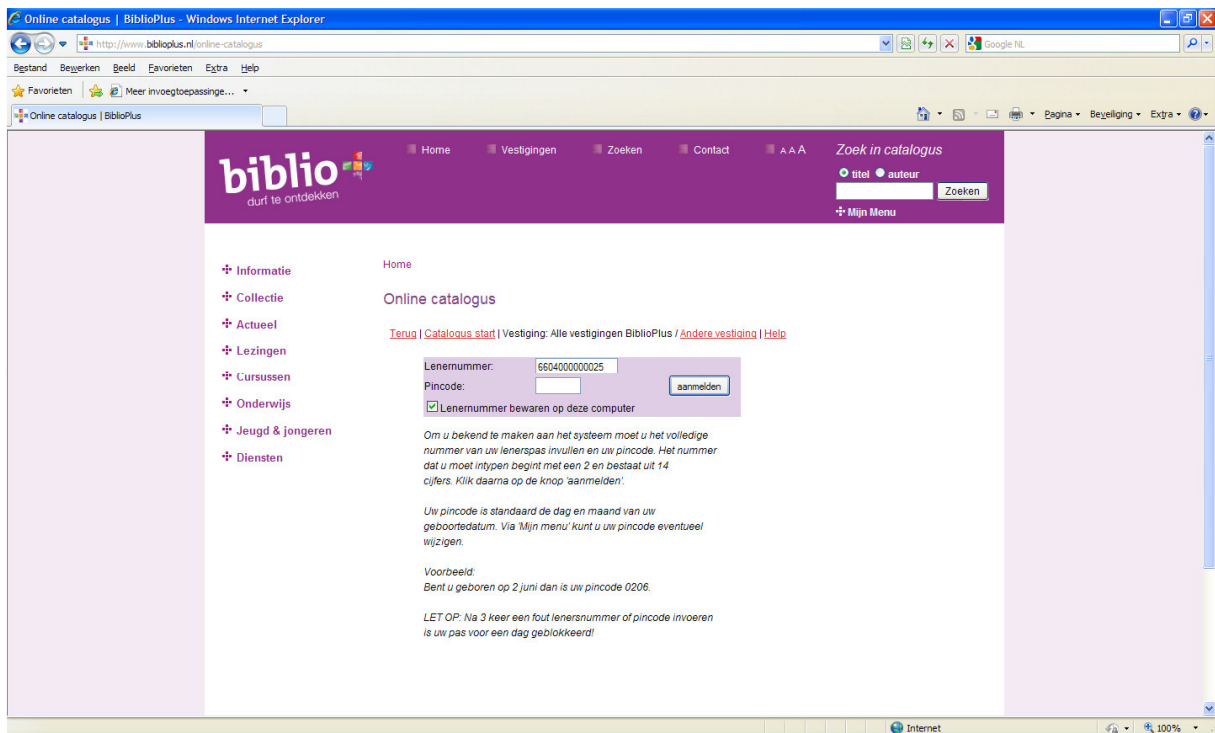 Online catalogus | BiblioPlus - Windows Internet Explorer
http://www.biblioplus.nl/online-catalogus
Google NL
Bestand Bewerken Beeld Favorieten Extra Help
Favorieten Meer invoegtoepassinge...
Online catalogus | BiblioPlus
Pagina Beveiliging Extra
biblio
durf te ontdekken
Home Vestigingen Zoeken Contact A A A
Zoek in catalogus
titel auteur
Zoeken
Mijn Menu
Informatie
Collectie
Actueel
Lezingen
Cursussen
Onderwijs
Jeugd & jongeren
Diensten
Home
Online catalogus
Terug | Catalogus start | Vestiging: Alle vestigingen BiblioPlus / Andere vestiging | Help
Lenernummer: 6604000000025
Pincode: aanmelden
Lenernummer bewaren op deze computer
Om u bekend te maken aan het systeem moet u het volledige
nummer van uw lenerspas invullen en uw pincode. Het nummer
dat u moet intypen begint met een 2 en bestaat uit 14
cijfers. Klik daarna op de knop 'aanmelden'.
Uw pincode is standaard de dag en maand van uw
geboortedatum. Via 'Mijn menu' kunt u uw pincode eventueel
wijzigen.
Voorbeeld:
Bent u geboren op 2 juni dan is uw pincode 0206.
LET OP: Na 3 keer een fout lenersnummer of pincode invoeren
is uw pas voor een dag geblokkeerd!
Internet 100%